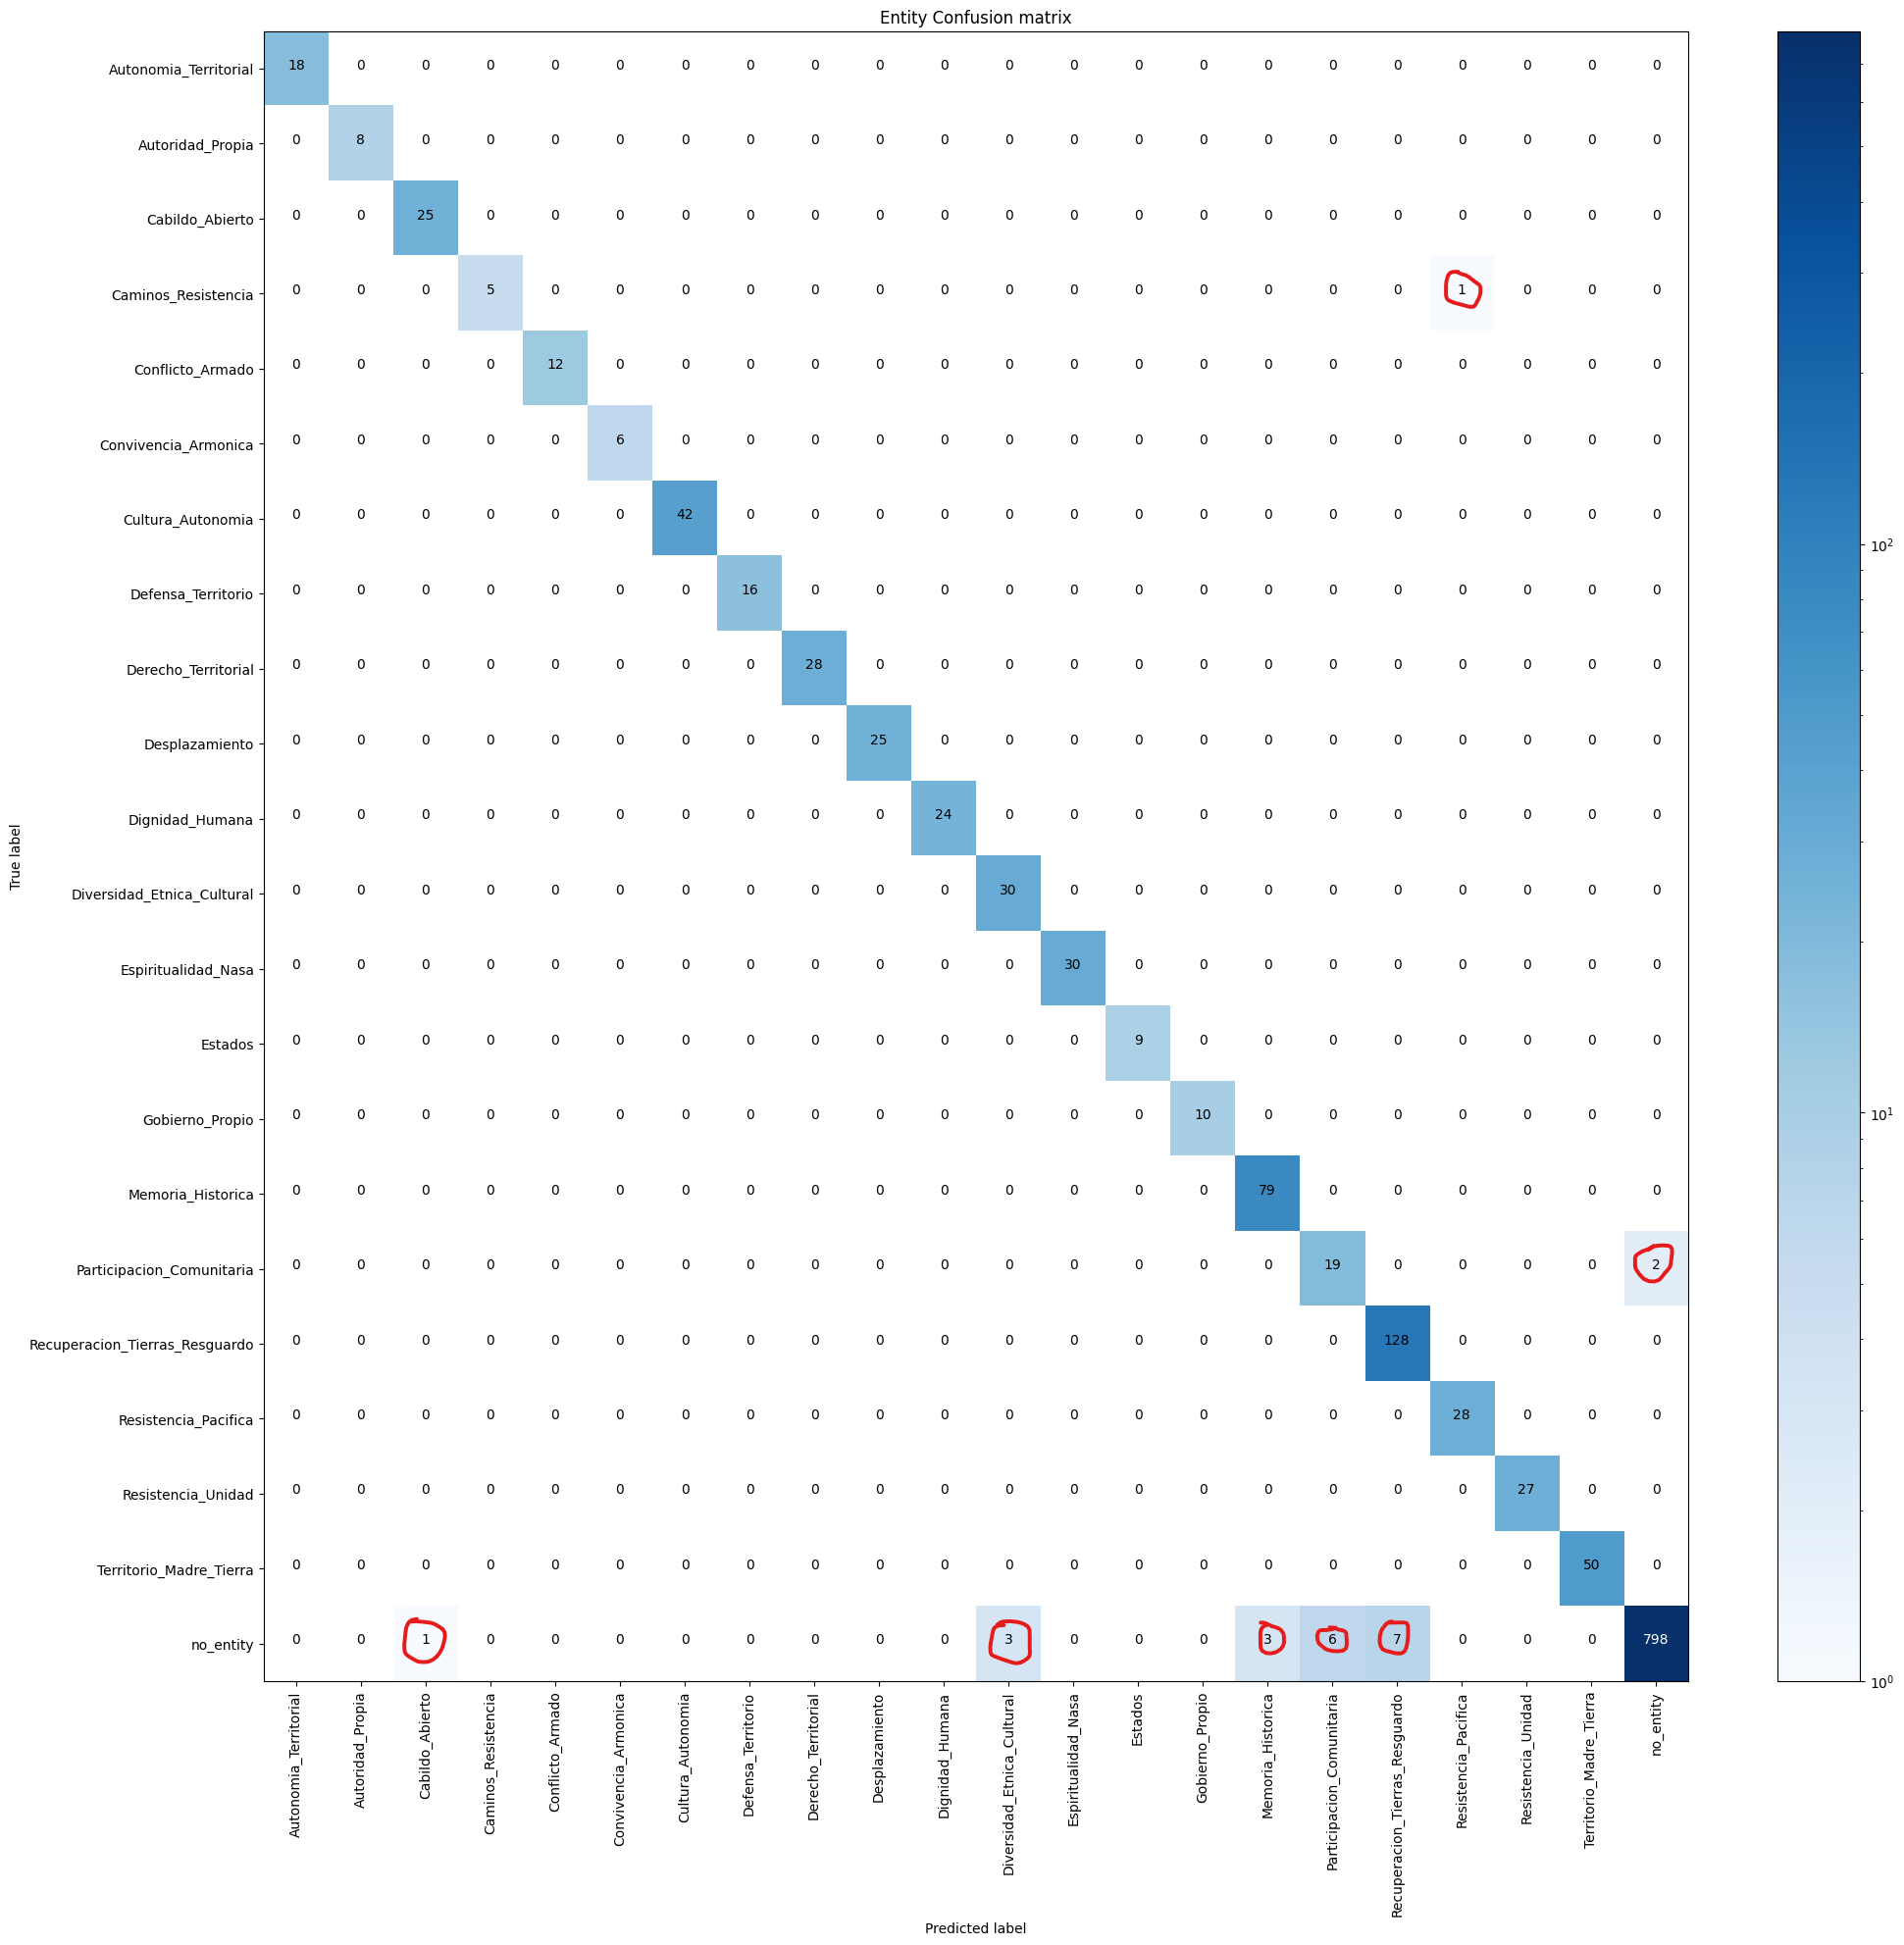 Entity Confusion matrix
Autonomia_Territorial 18 0 0 0 0 0 0 0 0 0 0 0 0 0 0 0 0 0 0 0 0 0
Autoridad_Propia 0 8 0 0 0 0 0 0 0 0 0 0 0 0 0 0 0 0 0 0 0 0
Cabildo_Abierto 0 0 25 0 0 0 0 0 0 0 0 0 0 0 0 0 0 0 0 0 0 0
Caminos_Resistencia 0 0 0 5 0 0 0 0 0 0 0 0 0 0 0 0 0 0 1 0 0 0
Conflicto_Armado 0 0 0 0 12 0 0 0 0 0 0 0 0 0 0 0 0 0 0 0 0 0
Convivencia_Armonica 0 0 0 0 0 6 0 0 0 0 0 0 0 0 0 0 0 0 0 0 0 0
Cultura_Autonomia 0 0 0 0 0 0 42 0 0 0 0 0 0 0 0 0 0 0 0 0 0 0
Defensa_Territorio 0 0 0 0 0 0 0 16 0 0 0 0 0 0 0 0 0 0 0 0 0 0
Derecho_Territorial 0 0 0 0 0 0 0 0 28 0 0 0 0 0 0 0 0 0 0 0 0 0
Desplazamiento 0 0 0 0 0 0 0 0 0 25 0 0 0 0 0 0 0 0 0 0 0 0
Dignidad_Humana 0 0 0 0 0 0 0 0 0 0 24 0 0 0 0 0 0 0 0 0 0 0
Diversidad_Etnica_Cultural 0 0 0 0 0 0 0 0 0 0 0 30 0 0 0 0 0 0 0 0 0 0
Espiritualidad_Nasa 0 0 0 0 0 0 0 0 0 0 0 0 30 0 0 0 0 0 0 0 0 0
Estados 0 0 0 0 0 0 0 0 0 0 0 0 0 9 0 0 0 0 0 0 0 0
Gobierno_Propio 0 0 0 0 0 0 0 0 0 0 0 0 0 0 10 0 0 0 0 0 0 0
Memoria_Historica 0 0 0 0 0 0 0 0 0 0 0 0 0 0 0 79 0 0 0 0 0 0
Participacion_Comunitaria 0 0 0 0 0 0 0 0 0 0 0 0 0 0 0 0 19 0 0 0 0 2
Recuperacion_Tierras_Resguardo 0 0 0 0 0 0 0 0 0 0 0 0 0 0 0 0 0 128 0 0 0 0
Resistencia_Pacifica 0 0 0 0 0 0 0 0 0 0 0 0 0 0 0 0 0 0 28 0 0 0
Resistencia_Unidad 0 0 0 0 0 0 0 0 0 0 0 0 0 0 0 0 0 0 0 27 0 0
Territorio_Madre_Tierra 0 0 0 0 0 0 0 0 0 0 0 0 0 0 0 0 0 0 0 0 50 0
no_entity 0 0 1 0 0 0 0 0 0 0 0 3 0 0 0 3 6 7 0 0 0 798
True label
Autonomia_Territorial
Autoridad_Propia
Cabildo_Abierto
Caminos_Resistencia
Conflicto_Armado
Convivencia_Armonica
Cultura_Autonomia
Defensa_Territorio
Derecho_Territorial
Desplazamiento
Dignidad_Humana
Diversidad_Etnica_Cultural
Espiritualidad_Nasa
Estados
Gobierno_Propio
Memoria_Historica
Participacion_Comunitaria
Recuperacion_Tierras_Resguardo
Resistencia_Pacifica
Resistencia_Unidad
Territorio_Madre_Tierra
no_entity
Predicted label
10²
10¹
10⁰